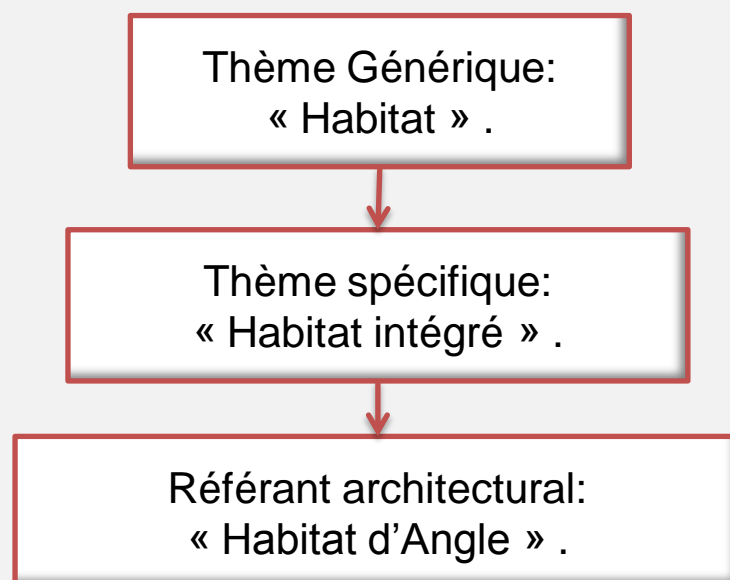 Thème Générique:
« Habitat » .
Thème spécifique:
« Habitat intégré » .
Référant architectural:
« Habitat d’Angle » .